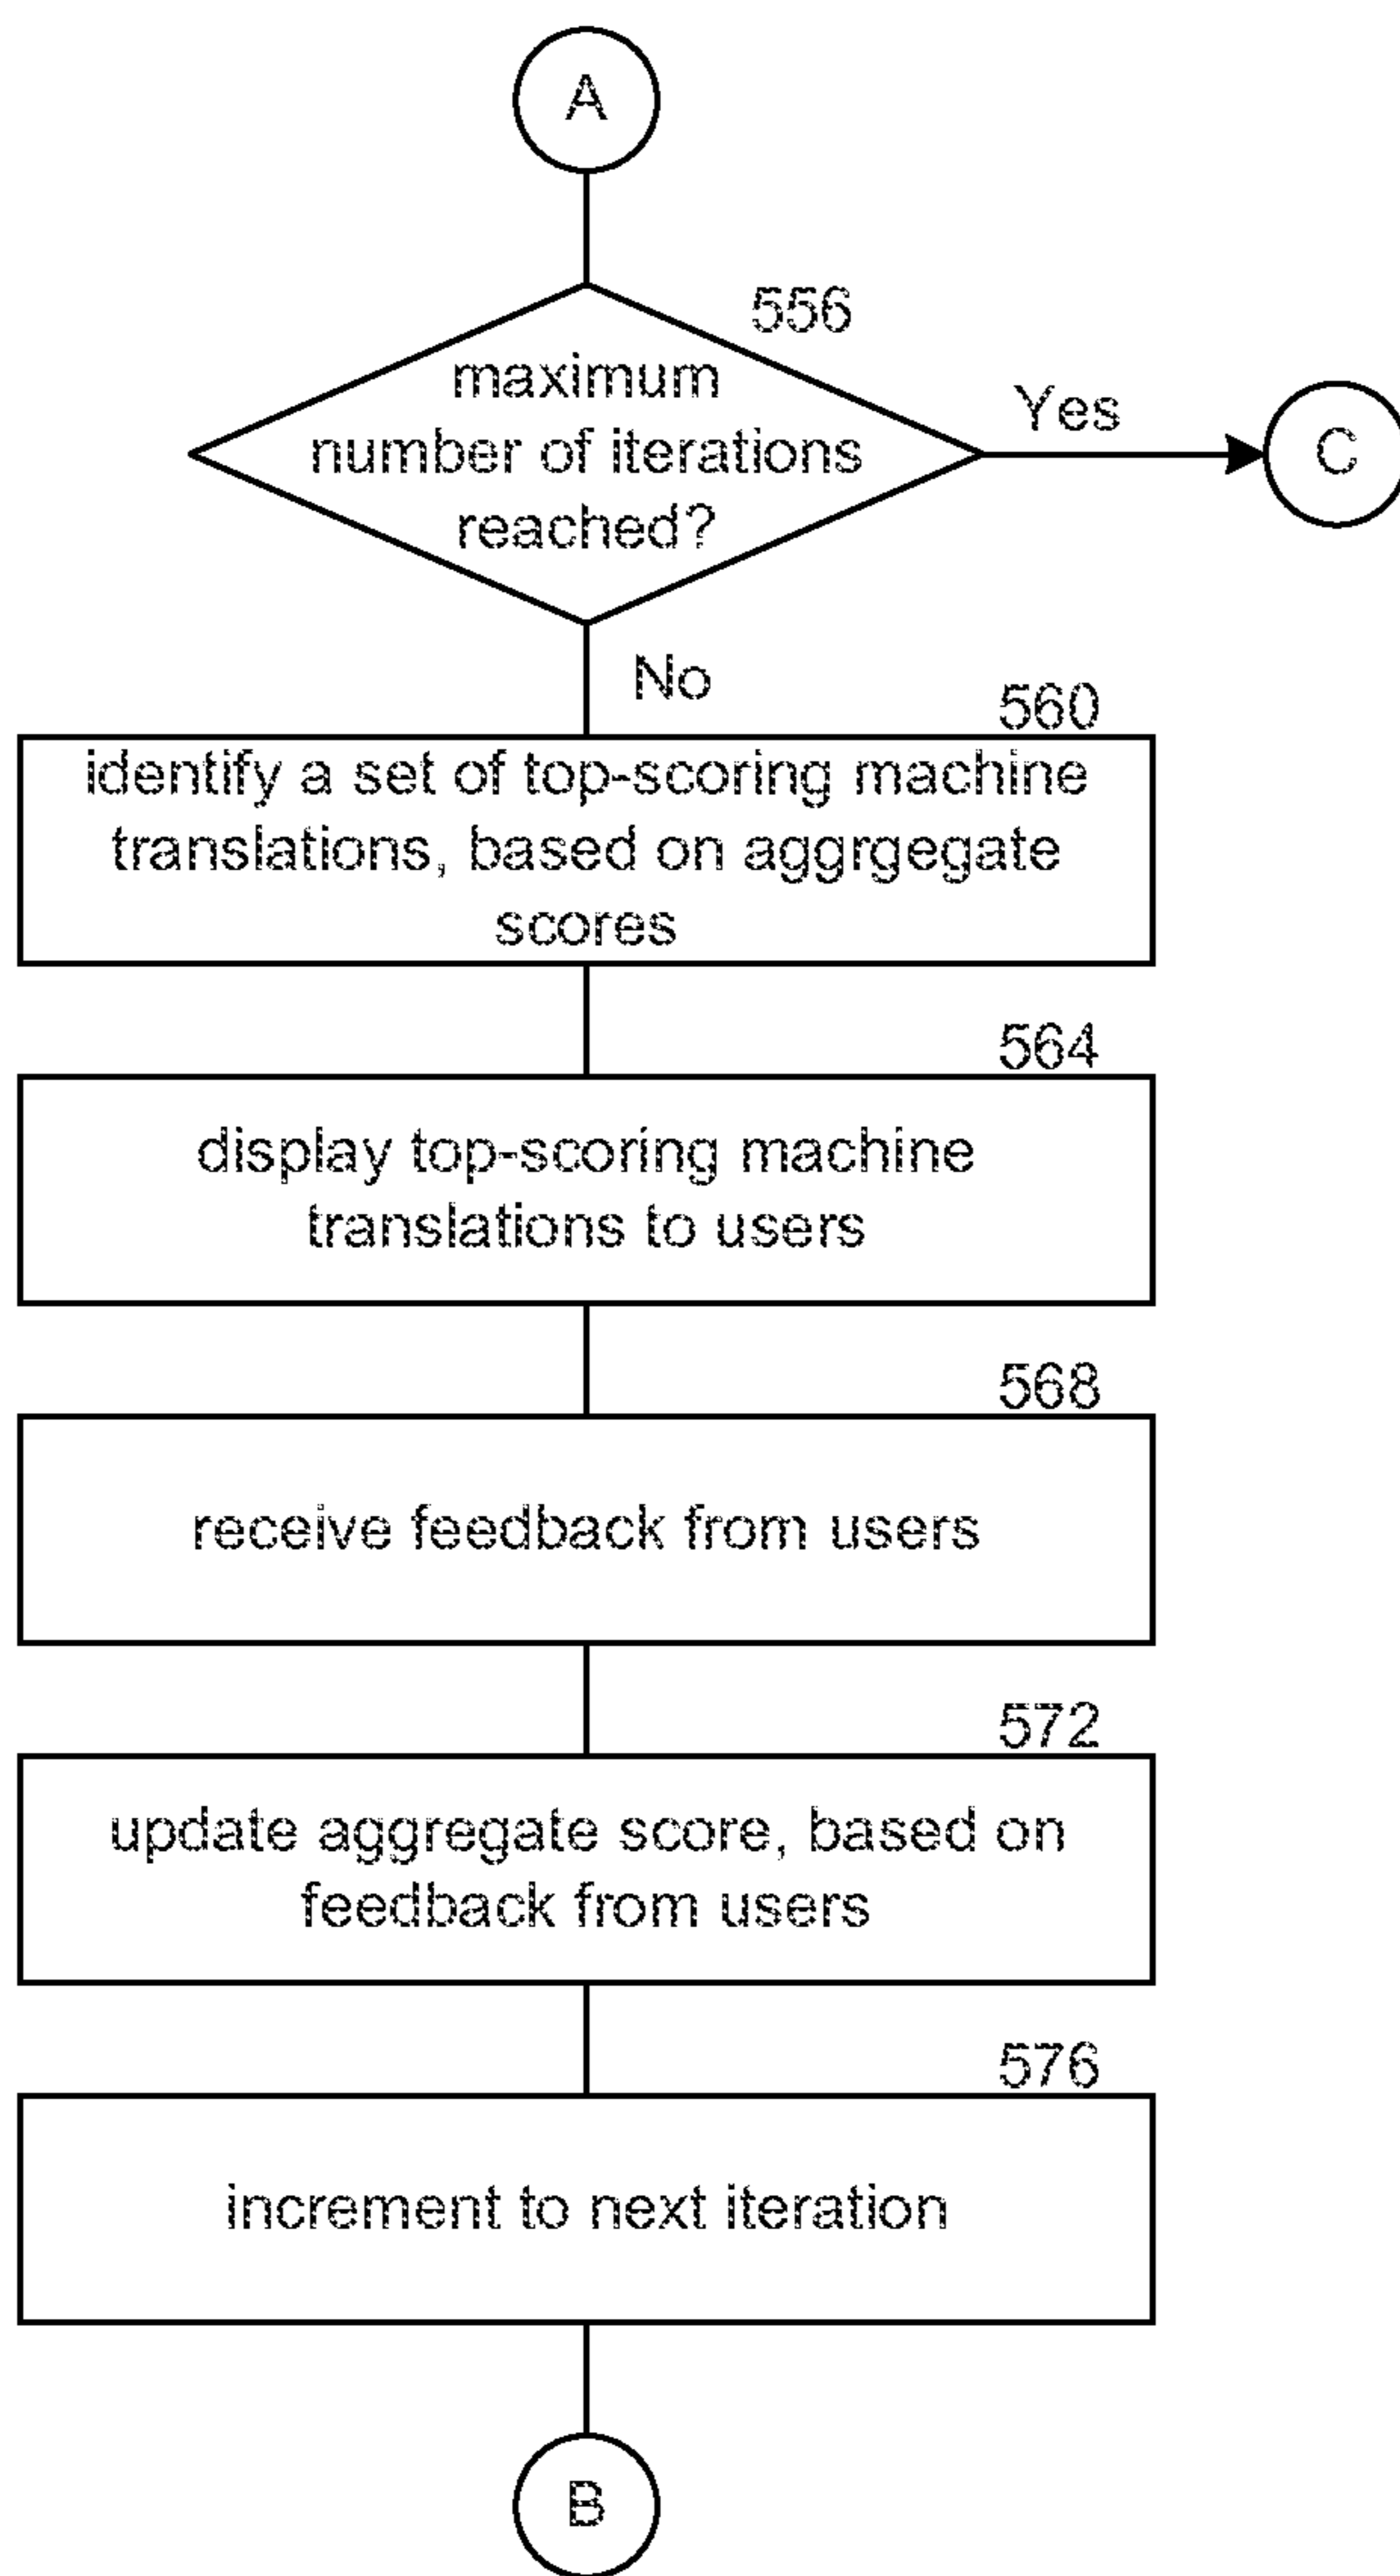 A
556
maximum
number of iterations
reached?
Yes
C
No
560
identify a set of top-scoring machine
translations, based on aggrgegate
scores
564
display top-scoring machine
translations to users
568
receive feedback from users
572
update aggregate score, based on
feedback from users
576
increment to next iteration
B